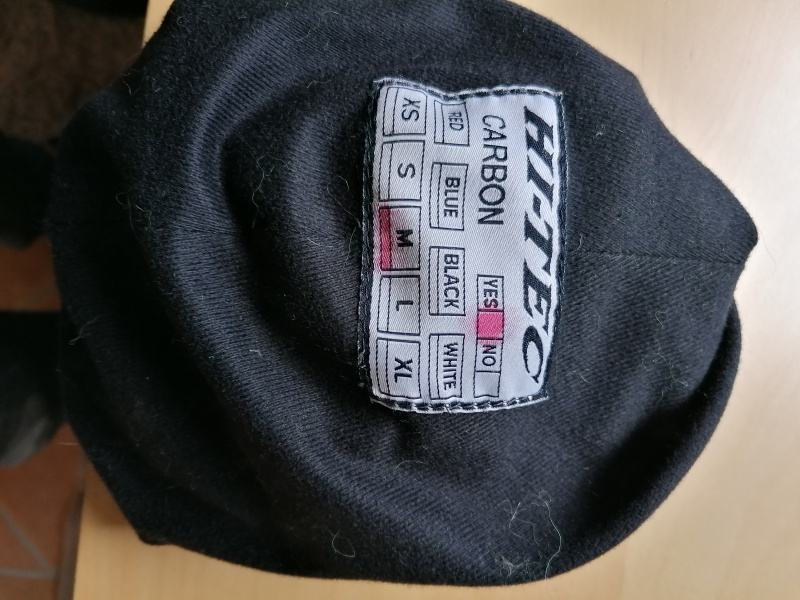 HI-TEC
CARBON YES NO
RED BLUE BLACK WHITE
XS S M L XL